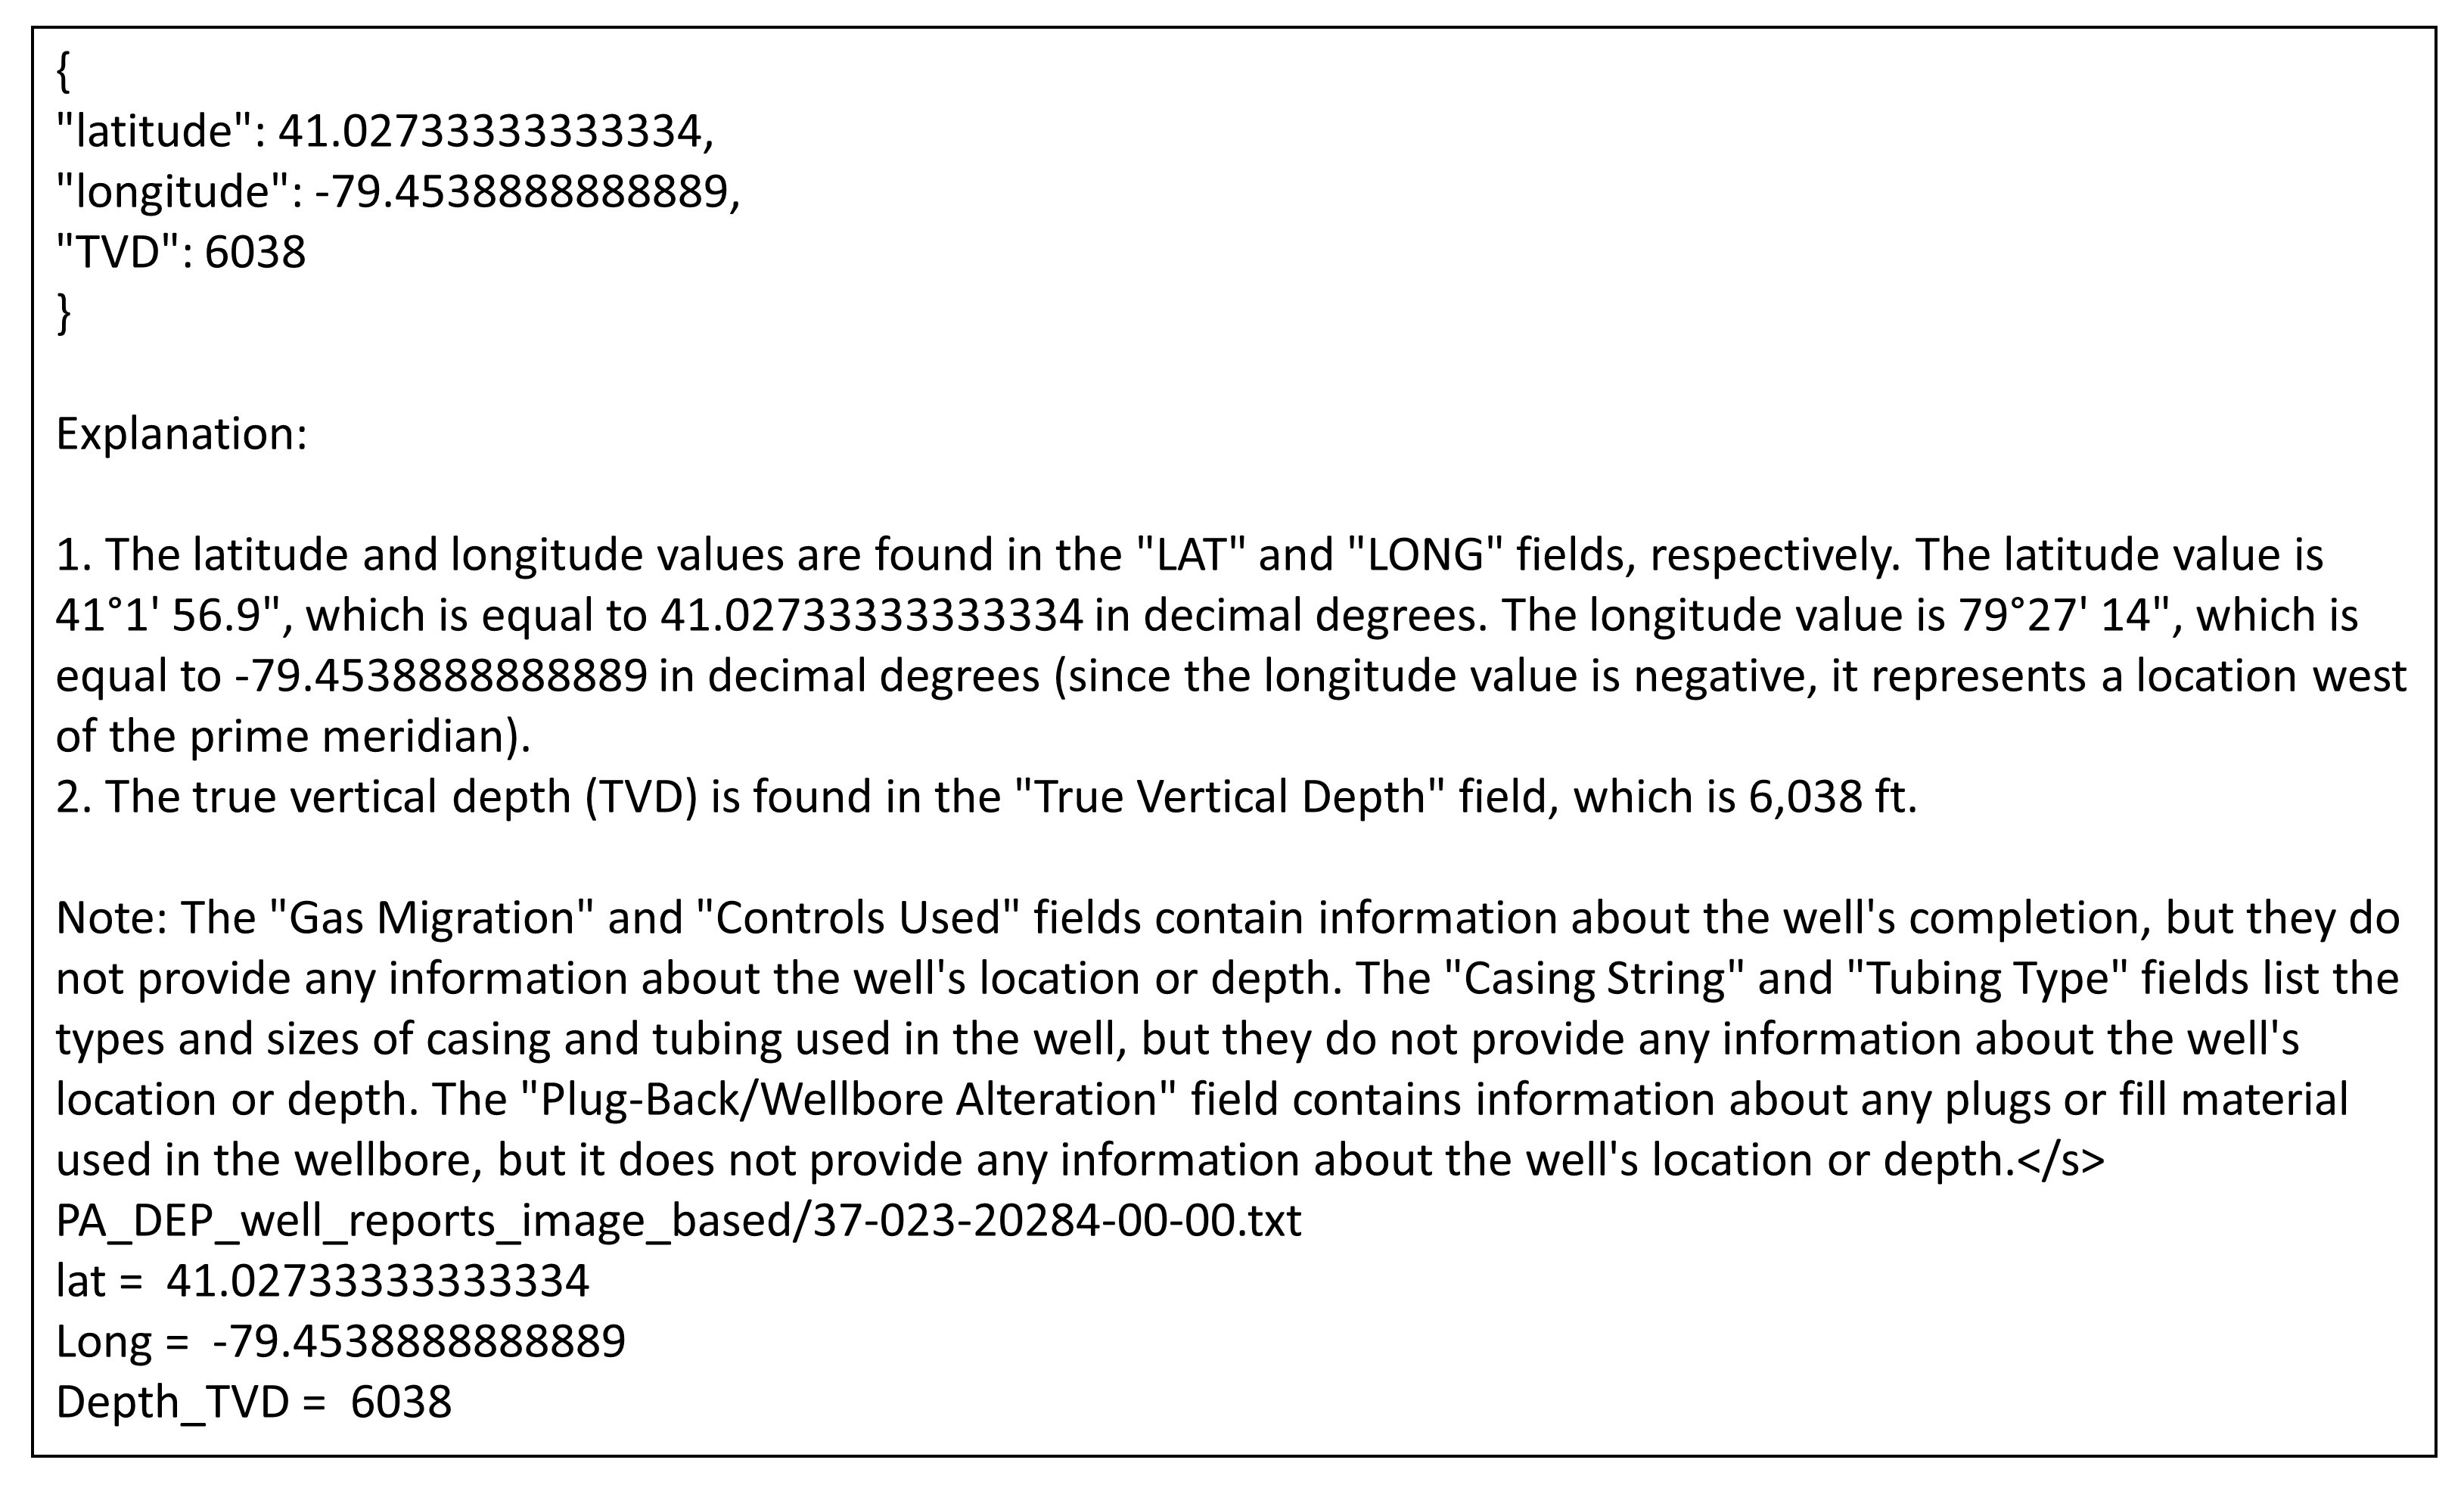 {
"latitude": 41.02733333333334,
"longitude": -79.4538888888889,
"TVD": 6038
}
Explanation:
1. The latitude and longitude values are found in the "LAT" and "LONG" fields, respectively. The latitude value is
41°1' 56.9", which is equal to 41.02733333333334 in decimal degrees. The longitude value is 79°27' 14", which is
equal to -79.4538888888889 in decimal degrees (since the longitude value is negative, it represents a location west
of the prime meridian).
2. The true vertical depth (TVD) is found in the "True Vertical Depth" field, which is 6,038 ft.
Note: The "Gas Migration" and "Controls Used" fields contain information about the well's completion, but they do
not provide any information about the well's location or depth. The "Casing String" and "Tubing Type" fields list the
types and sizes of casing and tubing used in the well, but they do not provide any information about the well's
location or depth. The "Plug-Back/Wellbore Alteration" field contains information about any plugs or fill material
used in the wellbore, but it does not provide any information about the well's location or depth.</s>
PA_DEP_well_reports_image_based/37-023-20284-00-00.txt
lat =  41.02733333333334
Long =  -79.4538888888889
Depth_TVD =  6038